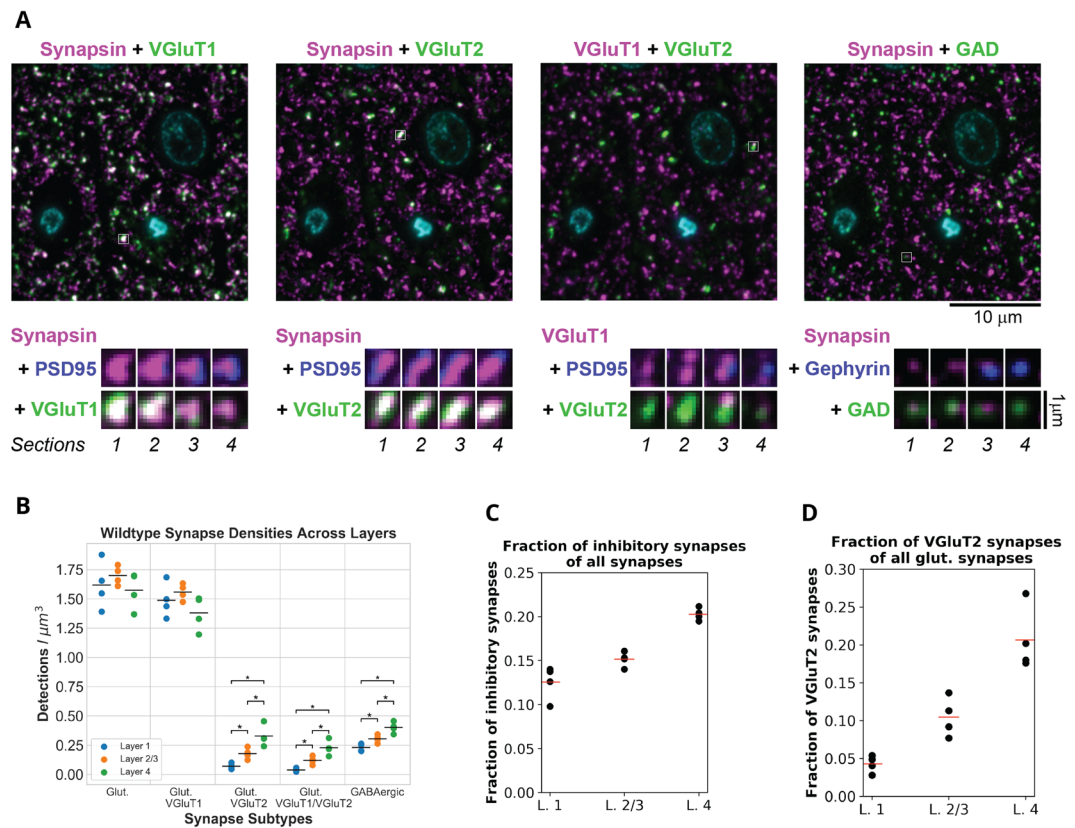 A
Synapsin + VGluT1
Synapsin + VGluT2
VGluT1 + VGluT2
Synapsin + GAD
10 μm
Synapsin
+ PSD95
+ VGluT1
Sections 1 2 3 4
Synapsin
+ PSD95
+ VGluT2
1 2 3 4
VGluT1
+ PSD95
+ VGluT2
1 2 3 4
Synapsin
+ Gephyrin
+ GAD
1μm
1 2 3 4
B
Wildtype Synapse Densities Across Layers
Detections / μm³
1.75
1.50
1.25
1.00
0.75
0.50
0.25
0.00
* * *
* * *
* * *
Layer 1
Layer 2/3
Layer 4
Glut.
Glut.
VGluT1
Glut.
VGluT2
Glut.
VGluT1/VGluT2
GABAergic
Synapse Subtypes
C
Fraction of inhibitory synapses
of all synapses
Fraction of inhibitory synapses
0.25
0.20
0.15
0.10
0.05
0.00
L. 1 L. 2/3 L. 4
D
Fraction of VGluT2 synapses
of all glut. synapses
Fraction of VGluT2 synapses
0.30
0.25
0.20
0.15
0.10
0.05
0.00
L. 1 L. 2/3 L. 4